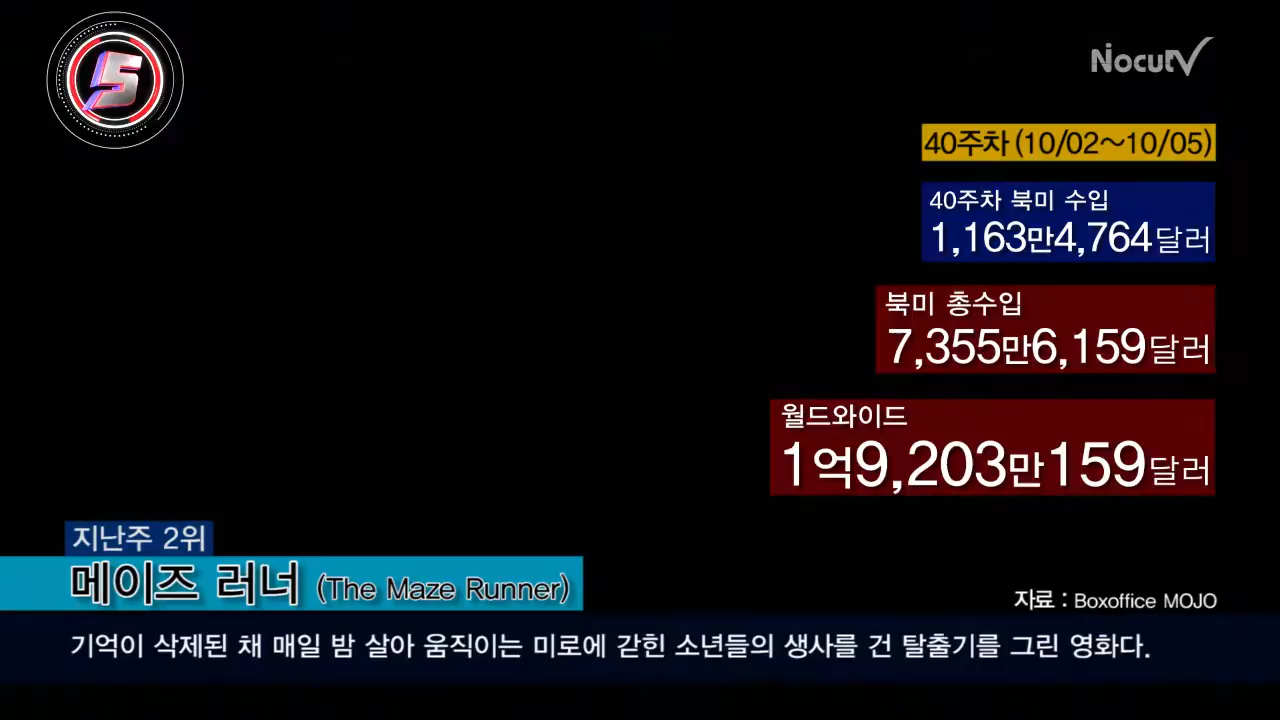 5
NocutV
40주차 (10/02~10/05)
40주차 북미 수입
1,163만4,764달러
북미 총수입
7,355만6,159달러
월드와이드
1억9,203만159달러
지난주 2위
메이즈 러너 (The Maze Runner)
자료 : Boxoffice MOJO
기억이 삭제된 채 매일 밤 살아 움직이는 미로에 갇힌 소년들의 생사를 건 탈출기를 그린 영화다.